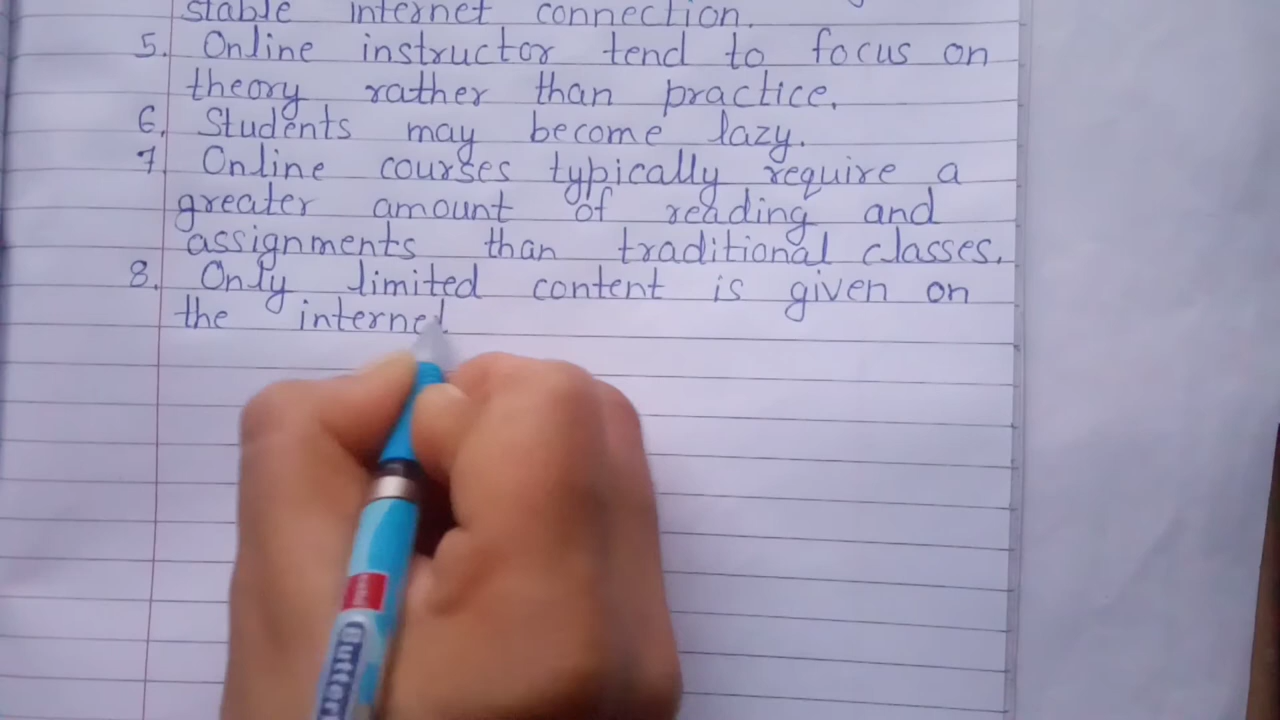 stable internet connection.
5. Online instructor tend to focus on
theory rather than practice.
6. Students may become lazy.
7 Online courses typically require a
greater amount of reading and
assignments than traditional classes.
8. Only limited content is given on
the internet
cello
Butter